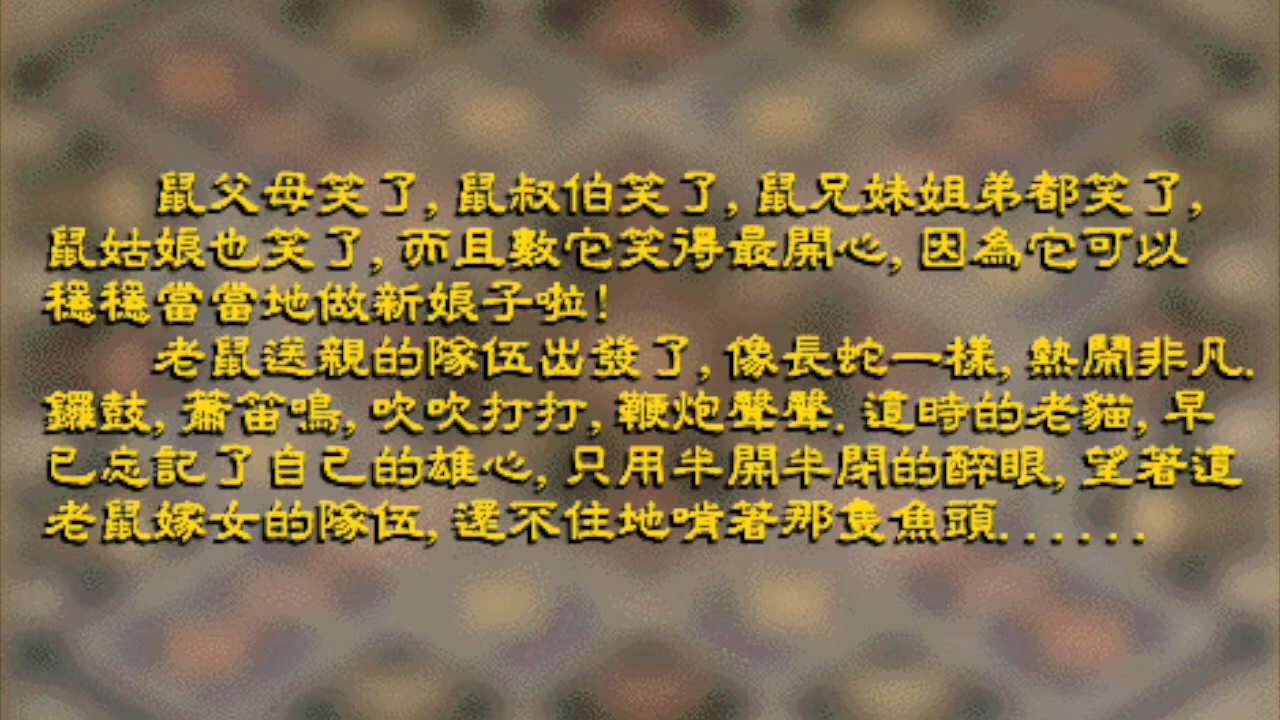 鼠父母笑了,鼠叔伯笑了,鼠兄妹姐弟都笑了,
鼠姑娘也笑了,而且數它笑得最開心,因為它可以
穩穩當當地做新娘子啦!
老鼠送親的隊伍出發了,像長蛇一樣,熱鬧非凡.
鑼鼓,蕭笛鳴,吹吹打打,鞭炮聲聲.這時的老貓,早
已忘記了自己的雄心,只用半開半閉的醉眼,望著這
老鼠嫁女的隊伍,還不住地啃著那隻魚頭......